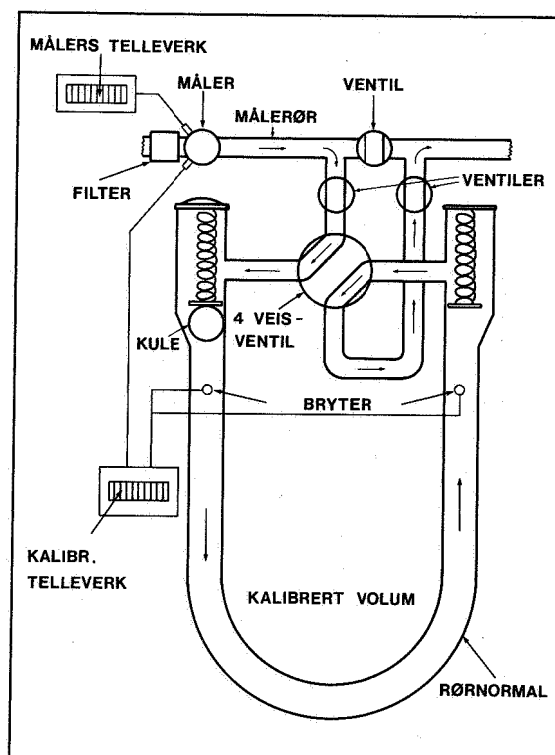 MÅLERS TELLEVERK
MÅLER
VENTIL
MÅLERØR
FILTER
VENTILER
4 VEIS -
VENTIL
KULE
BRYTER
KALIBR.
TELLEVERK
KALIBRERT VOLUM
RØRNORMAL